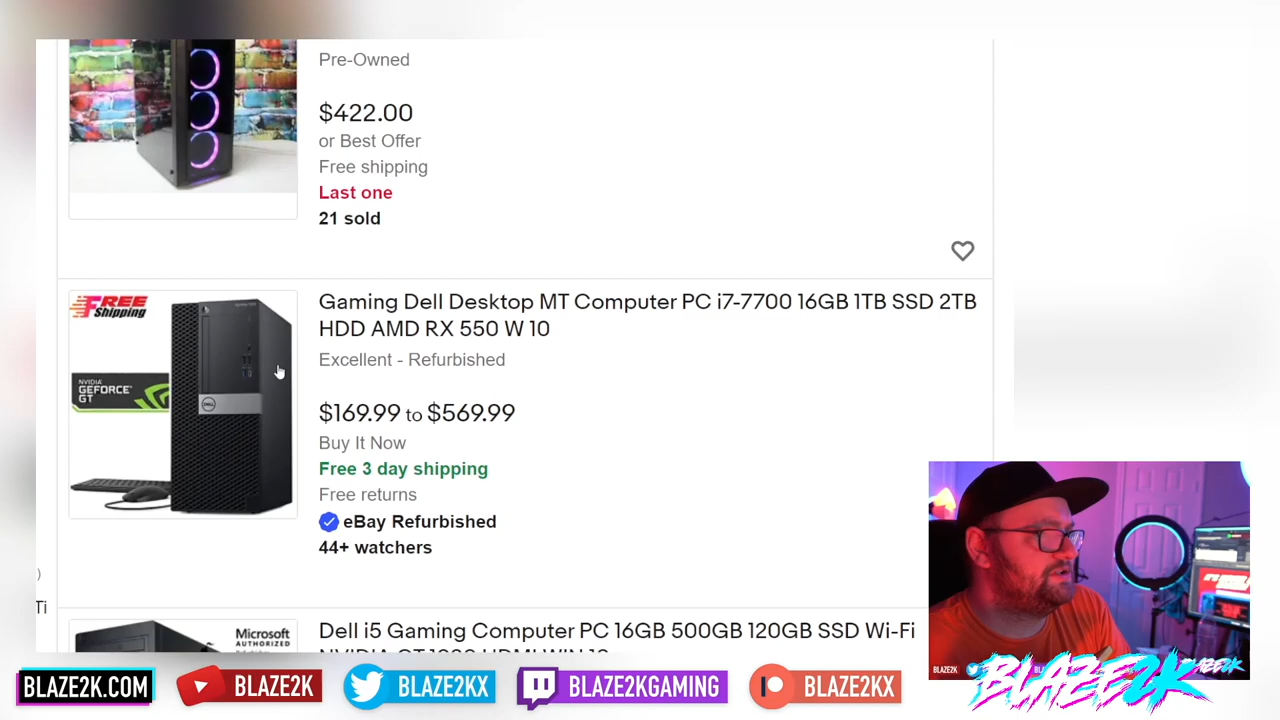 Pre-Owned
$422.00
or Best Offer
Free shipping
Last one
21 sold
FREE
Shipping
NVIDIA
GEFORCE
GT
DELL
Gaming Dell Desktop MT Computer PC i7-7700 16GB 1TB SSD 2TB
HDD AMD RX 550 W 10
Excellent - Refurbished
$169.99 to $569.99
Buy It Now
Free 3 day shipping
Free returns
eBay Refurbished
44+ watchers
)
Ti
Microsoft
AUTHORIZED
Dell i5 Gaming Computer PC 16GB 500GB 120GB SSD Wi-Fi
BLAZE2K
BLAZE2K
BLAZE2K.COM
BLAZE2K
BLAZE2KX
BLAZE2KGAMING
BLAZE2KX